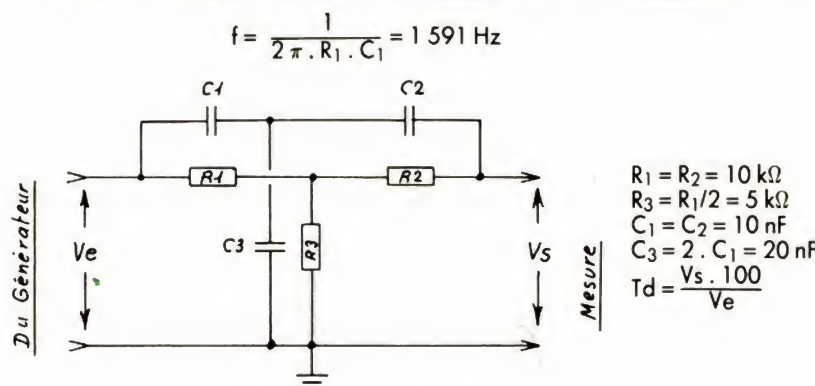 f = 1 / 2 π . R₁ . C₁ = 1 591 Hz
C1
C2
R1
R2
Du Générateur
Ve
C3
R3
Vs
Mesure
R₁ = R₂ = 10 kΩ
R₃ = R₁/2 = 5 kΩ
C₁ = C₂ = 10 nF
C₃ = 2 . C₁ = 20 nF
Td = Vs . 100 / Ve